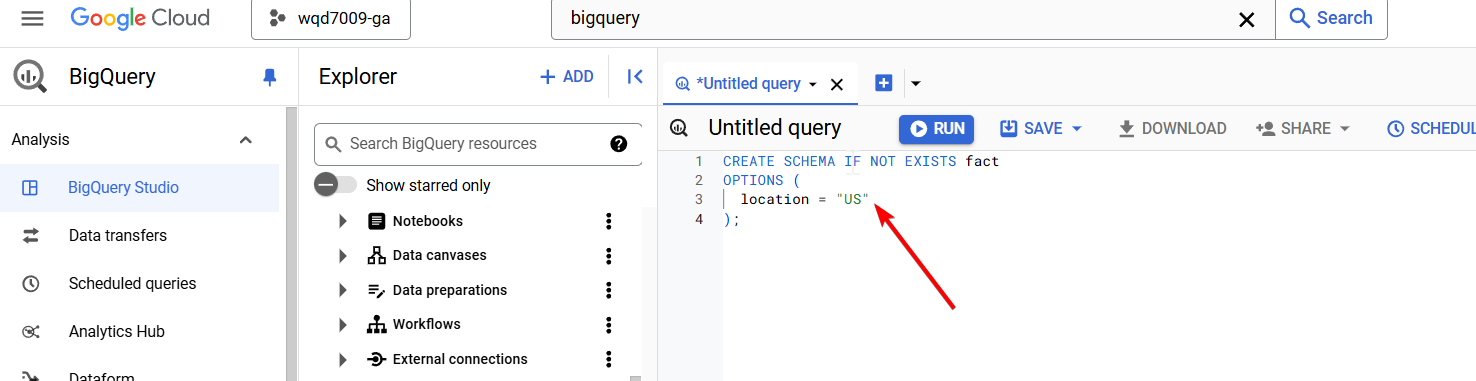 Google Cloud
wqd7009-ga
bigquery
Search
BigQuery
Analysis
BigQuery Studio
Data transfers
Scheduled queries
Analytics Hub
Dataform
Explorer
+ ADD
Search BigQuery resources
Show starred only
Notebooks
Data canvases
Data preparations
Workflows
External connections
*Untitled query
Untitled query
RUN
SAVE
DOWNLOAD
SHARE
SCHEDUL
1 CREATE SCHEMA IF NOT EXISTS fact
2 OPTIONS (
3 location = "US"
4 );